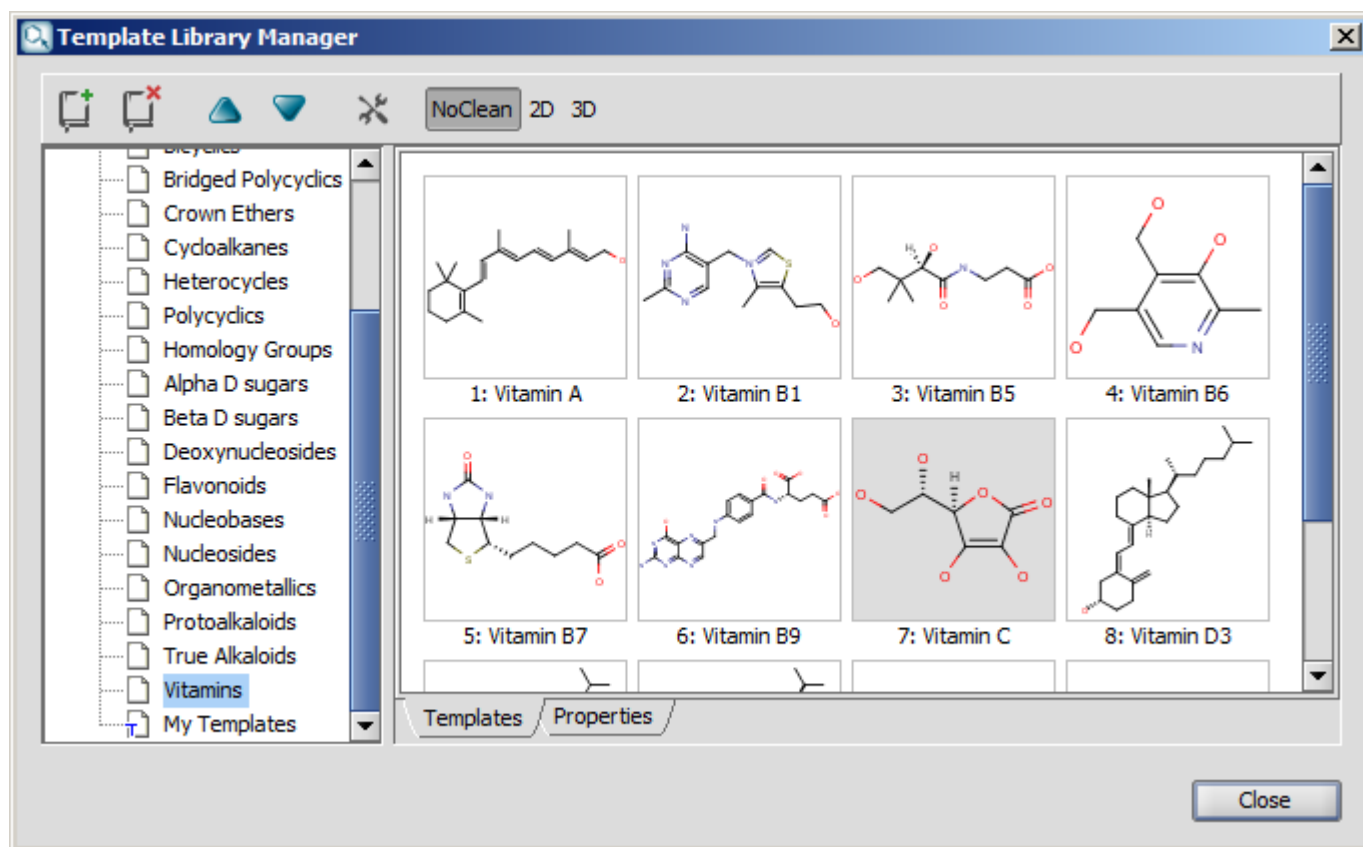 Template Library Manager
NoClean 2D 3D
Bicyclics
Bridged Polycyclics
Crown Ethers
Cycloalkanes
Heterocycles
Polycyclics
Homology Groups
Alpha D sugars
Beta D sugars
Deoxynucleosides
Flavonoids
Nucleobases
Nucleosides
Organometallics
Protoalkaloids
True Alkaloids
Vitamins
My Templates
1: Vitamin A
2: Vitamin B1
3: Vitamin B5
4: Vitamin B6
5: Vitamin B7
6: Vitamin B9
7: Vitamin C
8: Vitamin D3
Templates
Properties
Close